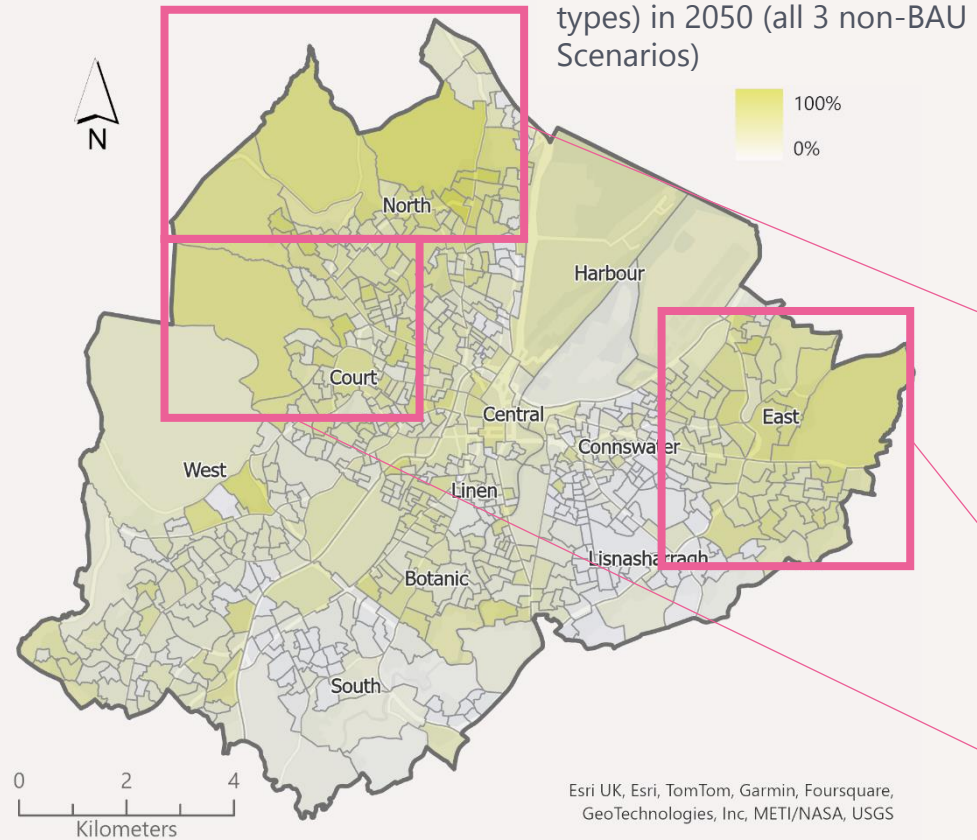 types) in 2050 (all 3 non-BAU
Scenarios)
100%
0%
N
North
Harbour
Court
Central
East
Connswater
West
Linen
Lisnasharragh
Botanic
South
0 2 4
Kilometers
Esri UK, Esri, TomTom, Garmin, Foursquare,
GeoTechnologies, Inc, METI/NASA, USGS